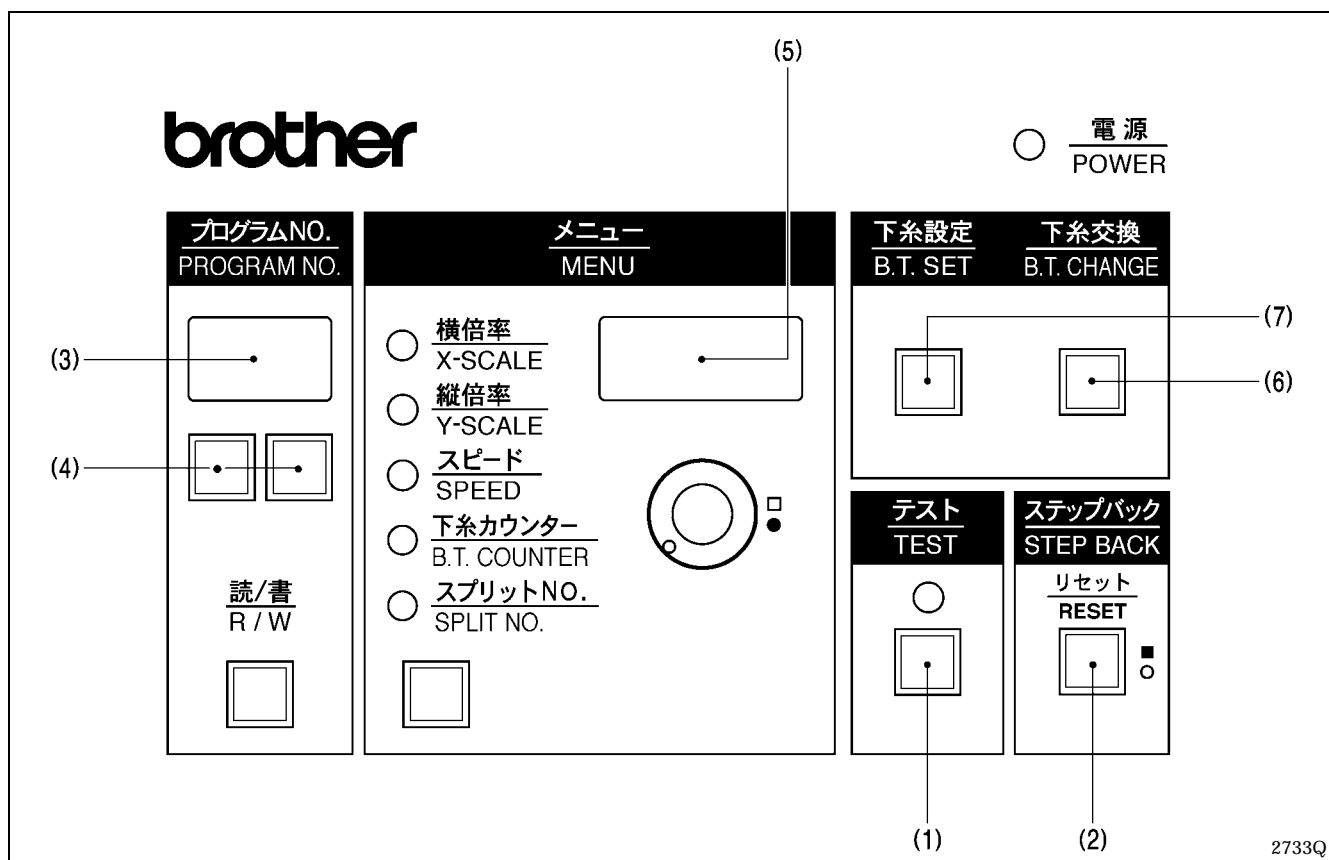 (5)
brother
電源
POWER
プログラムNO.
PROGRAM NO.
メニュー
MENU
下糸設定
B.T. SET
下糸交換
B.T. CHANGE
(3)
(4)
読/書
R/W
横倍率
X-SCALE
縦倍率
Y-SCALE
スピード
SPEED
下糸カウンター
B.T. COUNTER
スプリットNO.
SPLIT NO.
(7)
(6)
テスト
TEST
ステップバック
STEP BACK
リセット
RESET
(1)
(2)
2733Q